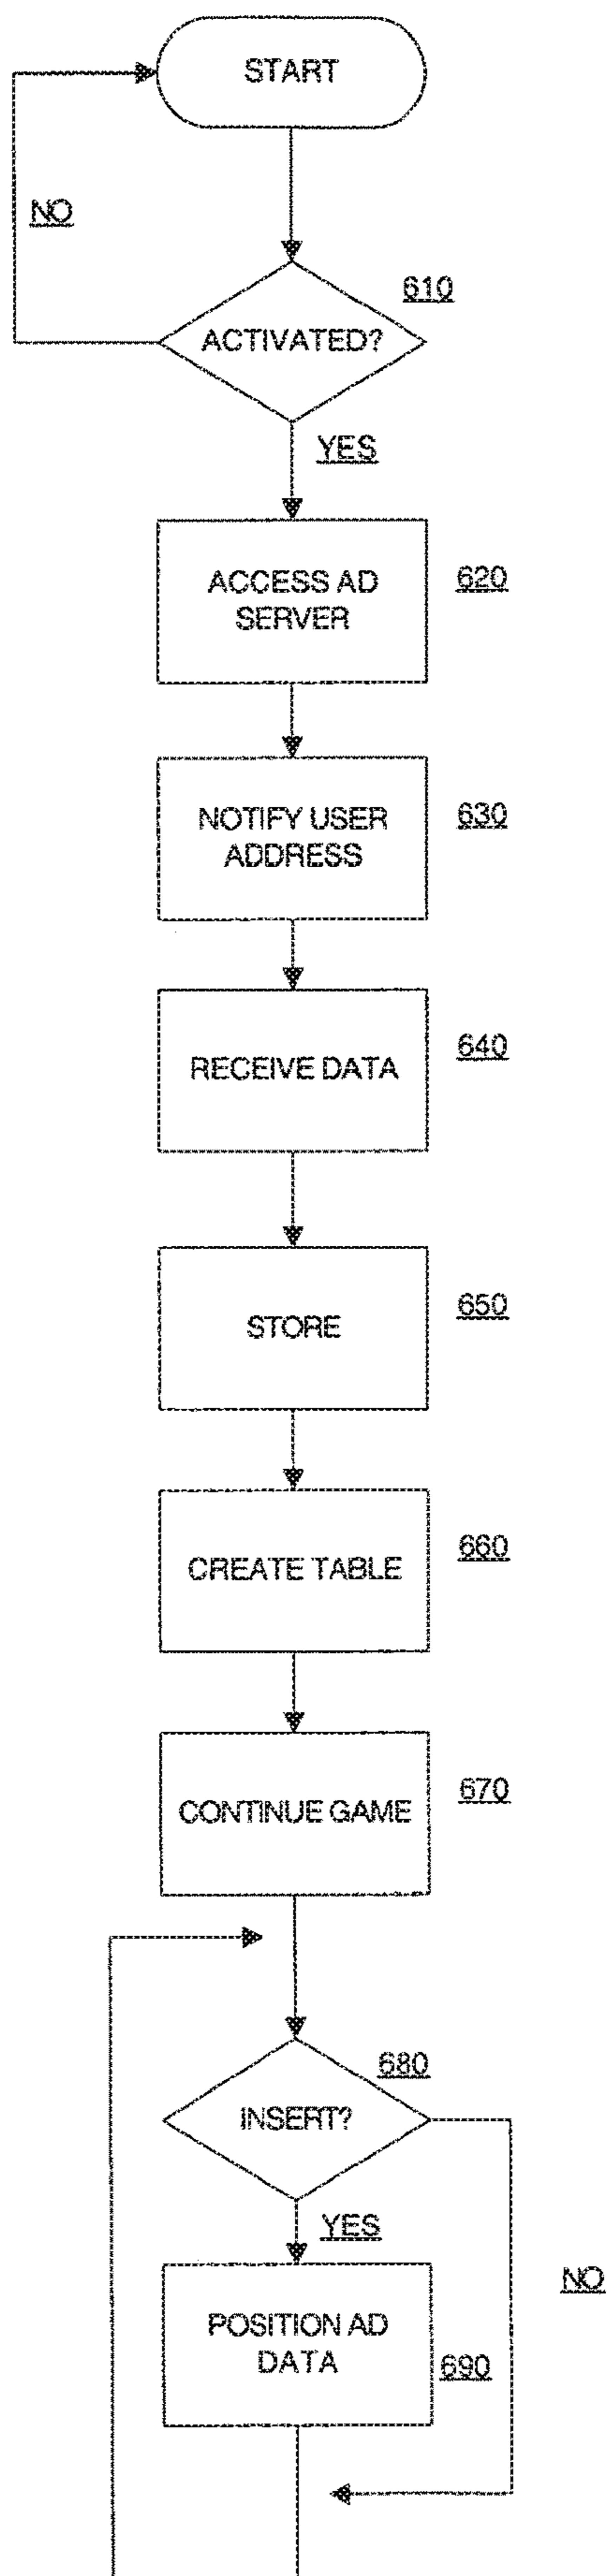 START
NO
610
ACTIVATED?
YES
ACCESS AD
SERVER
620
NOTIFY USER
ADDRESS
630
RECEIVE DATA
640
STORE
650
CREATE TABLE
660
CONTINUE GAME
670
680
INSERT?
YES
NO
POSITION AD
DATA
690